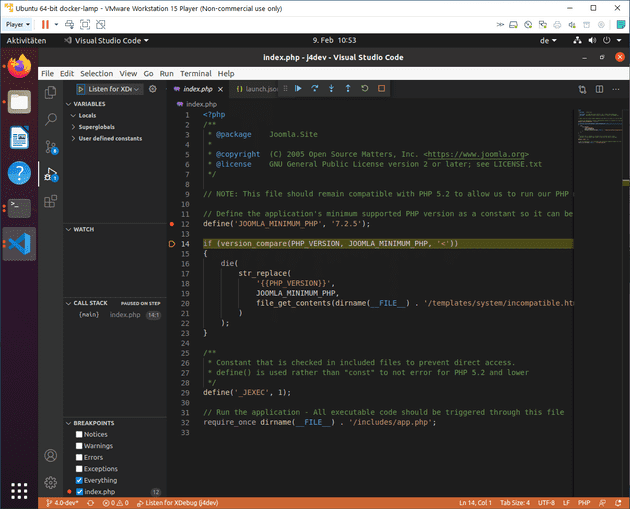 Ubuntu 64-bit docker-lamp - VMware Workstation 15 Player (Non-commercial use only)
Player
Aktivitäten
Visual Studio Code
9. Feb 10:53
de
index.php - j4dev - Visual Studio Code
File Edit Selection View Go Run Terminal Help
Listen for XDe
index.php
launch.json
VARIABLES
Locals
Superglobals
User defined constants
WATCH
CALL STACK
PAUSED ON STEP
{main} index.php 14:1
BREAKPOINTS
Notices
Warnings
Errors
Exceptions
Everything
index.php 12
index.php
1 <?php
2 /**
3 * @package Joomla.Site
4 *
5 * @copyright (C) 2005 Open Source Matters, Inc. <https://www.joomla.org>
6 * @license GNU General Public License version 2 or later; see LICENSE.txt
7 */
8
9 // NOTE: This file should remain compatible with PHP 5.2 to allow us to run our PHP
10
11 // Define the application's minimum supported PHP version as a constant so it can be
12 define('JOOMLA_MINIMUM_PHP', '7.2.5');
13
14 if (version_compare(PHP_VERSION, JOOMLA_MINIMUM_PHP, '<'))
15 {
16 die(
17 str_replace(
18 '{{PHP_VERSION}}',
19 JOOMLA_MINIMUM_PHP,
20 file_get_contents(dirname(__FILE__) . '/templates/system/incompatible.htm
21 )
22 );
23 }
24
25 /**
26 * Constant that is checked in included files to prevent direct access.
27 * define() is used rather than "const" to not error for PHP 5.2 and lower
28 */
29 define('_JEXEC', 1);
30
31 // Run the application - All executable code should be triggered through this file
32 require_once dirname(__FILE__) . '/includes/app.php';
33
4.0-dev* 0 0 Listen for XDebug (j4dev)
Ln 14, Col 1 Tab Size: 4 UTF-8 LF PHP